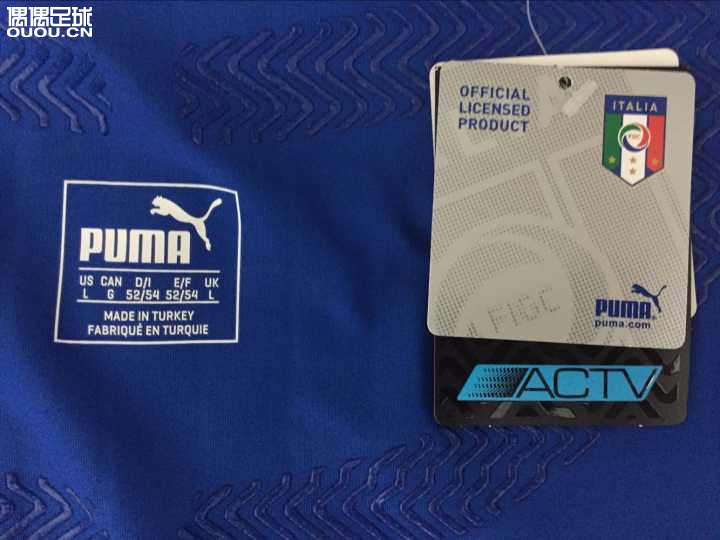 偶偶足球
OUOU.CN
PUMA
US CAN D/I E/F UK
L G 52/54 52/54 L
MADE IN TURKEY
FABRIQUÉ EN TURQUIE
OFFICIAL
LICENSED
PRODUCT
ITALIA
FIGC
FIGC
PUMA
puma.com
ACTV